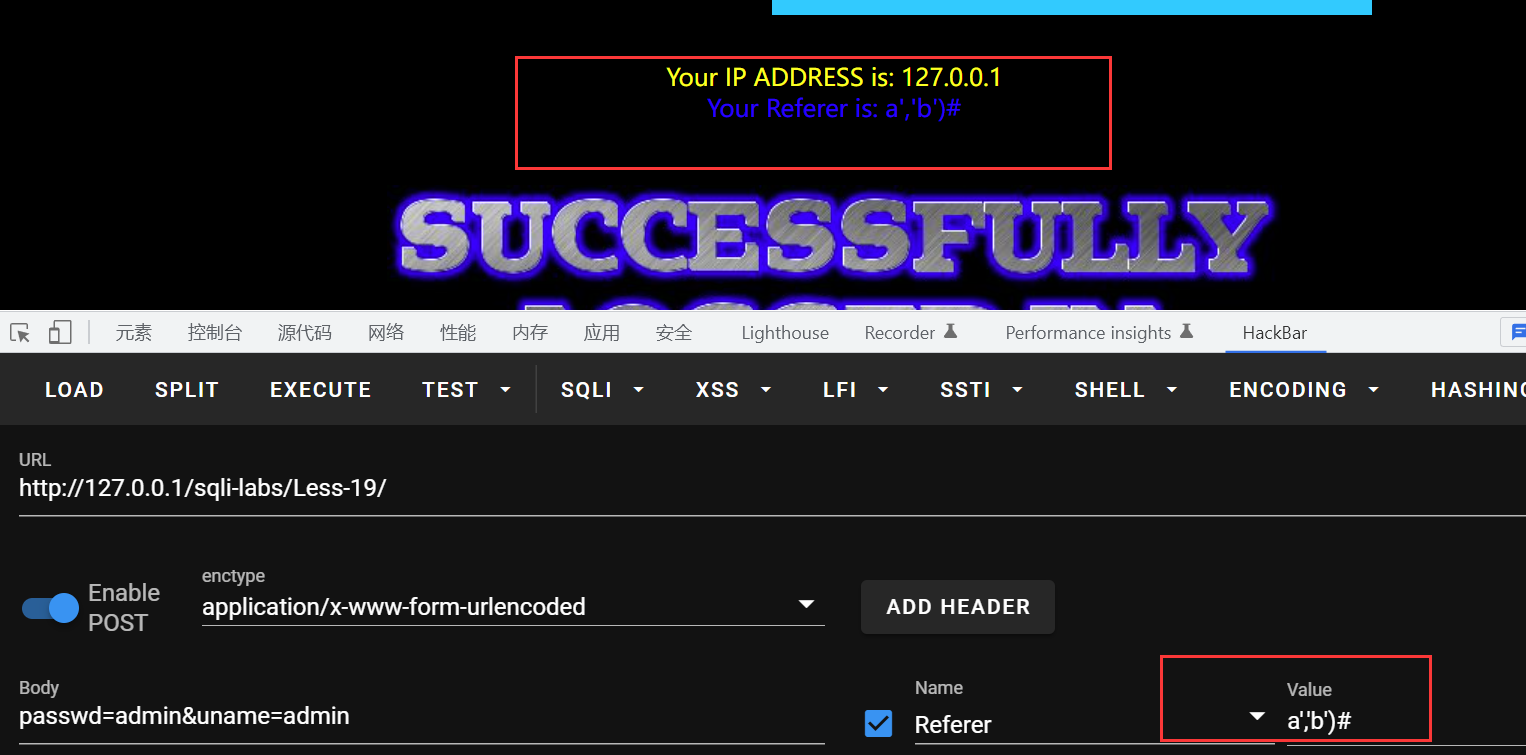 Your IP ADDRESS is: 127.0.0.1
Your Referer is: a','b')#
SUCCESSFULLY
元素 控制台 源代码 网络 性能 内存 应用 安全 Lighthouse Recorder Performance insights HackBar
LOAD SPLIT EXECUTE TEST SQLI XSS LFI SSTI SHELL ENCODING HASHING
URL
http://127.0.0.1/sqli-labs/Less-19/
enctype
Enable
POST
application/x-www-form-urlencoded
ADD HEADER
Body
passwd=admin&uname=admin
Name
Referer
Value
a','b')#